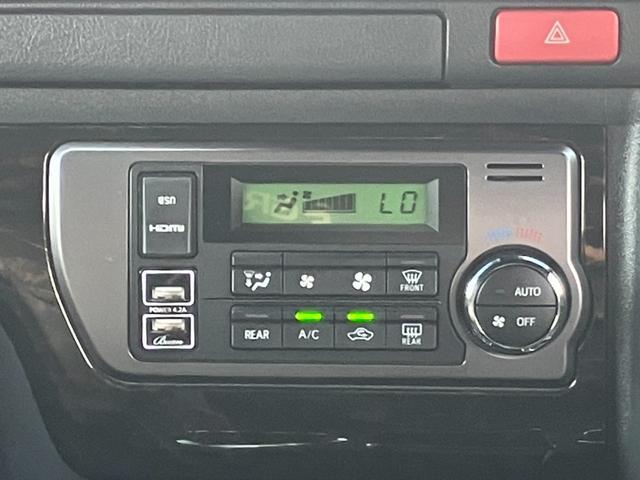 LO
USB
HDMI
POWER 4.2A
FRONT
AUTO
OFF
REAR
A/C
REAR